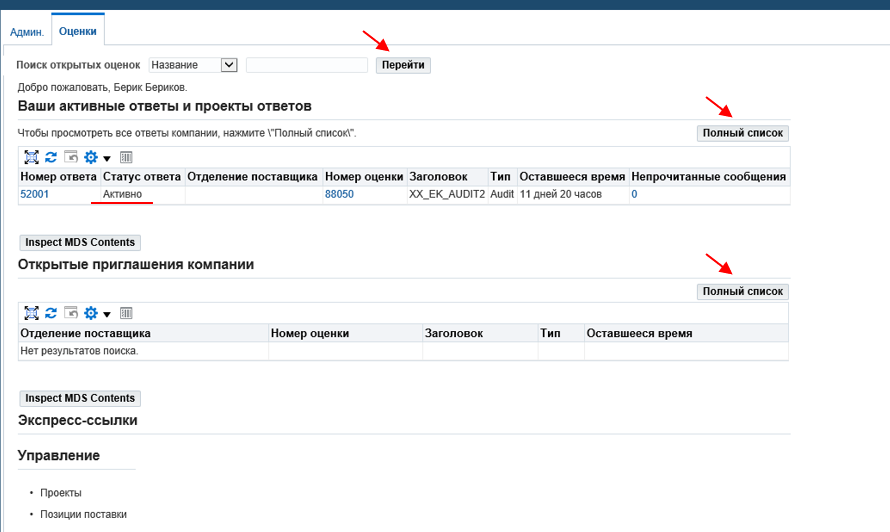 Админ. Оценки
Поиск открытых оценок Название Перейти
Добро пожаловать, Берик Бериков.
Ваши активные ответы и проекты ответов
Чтобы просмотреть все ответы компании, нажмите \"Полный список\". Полный список
Номер ответа Статус ответа Отделение поставщика Номер оценки Заголовок Тип Оставшееся время Непрочитанные сообщения
52001 Активно 88050 XX_EK_AUDIT2 Audit 11 дней 20 часов 0
Inspect MDS Contents
Открытые приглашения компании
Полный список
Отделение поставщика Номер оценки Заголовок Тип Оставшееся время
Нет результатов поиска.
Inspect MDS Contents
Экспресс-ссылки
Управление
• Проекты
• Позиции поставки